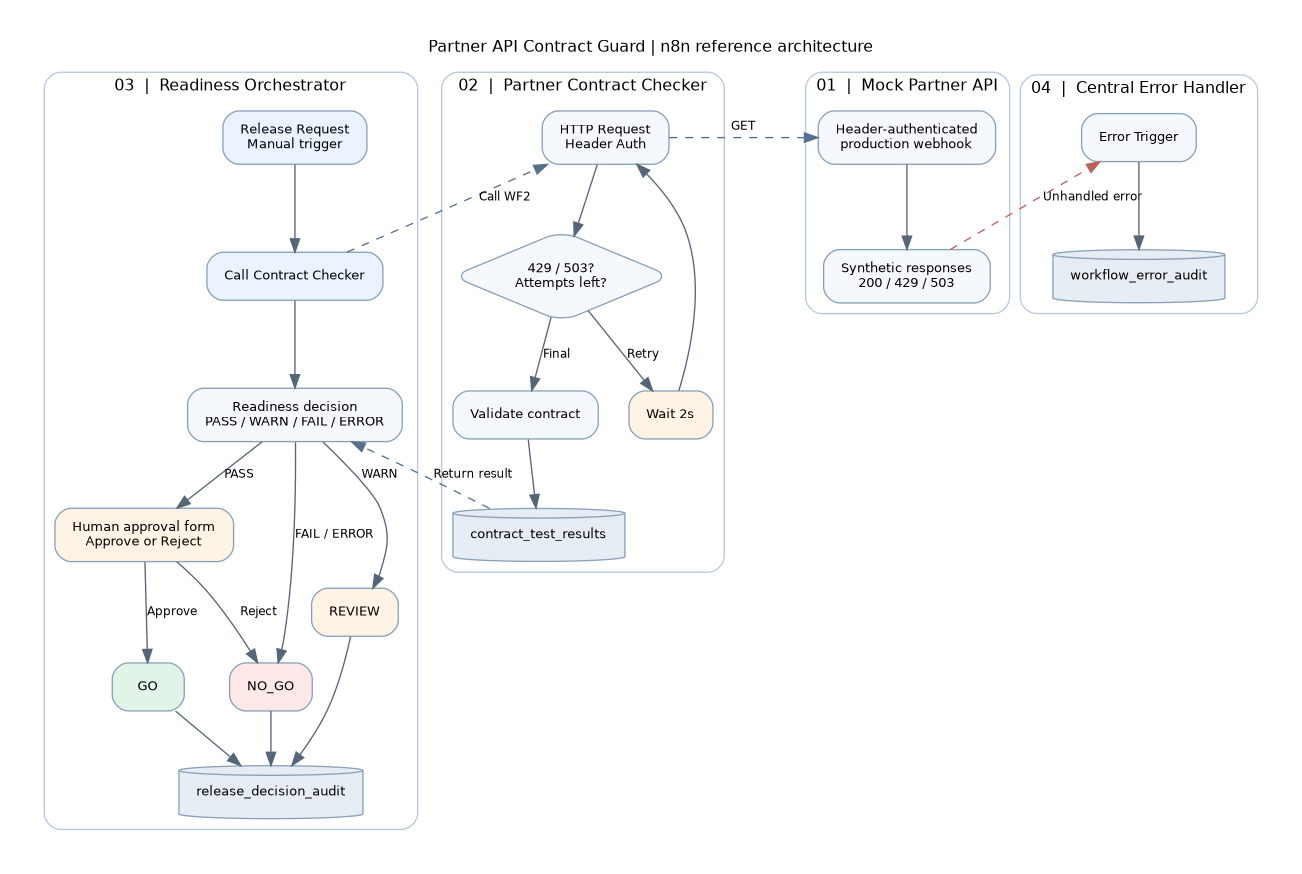 Partner API Contract Guard | n8n reference architecture
03 | Readiness Orchestrator
Release Request
Manual trigger
Call Contract Checker
Readiness decision
PASS / WARN / FAIL / ERROR
PASS
WARN
FAIL / ERROR
Human approval form
Approve or Reject
Approve
Reject
REVIEW
GO
NO_GO
release_decision_audit
Call WF2
Return result
02 | Partner Contract Checker
HTTP Request
Header Auth
429 / 503?
Attempts left?
Final
Retry
Validate contract
Wait 2s
contract_test_results
GET
01 | Mock Partner API
Header-authenticated
production webhook
Synthetic responses
200 / 429 / 503
Unhandled error
04 | Central Error Handler
Error Trigger
workflow_error_audit